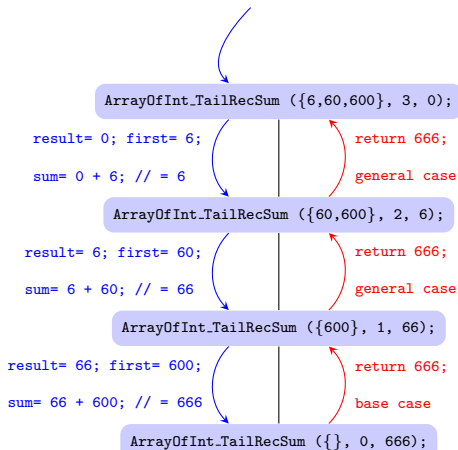 ArrayOfInt_TailRecSum ({6,60,600}, 3, 0);
result= 0; first= 6;
return 666;
sum= 0 + 6; // = 6
general case
ArrayOfInt_TailRecSum ({60,600}, 2, 6);
result= 6; first= 60;
return 666;
sum= 6 + 60; // = 66
general case
ArrayOfInt_TailRecSum ({600}, 1, 66);
result= 66; first= 600;
return 666;
sum= 66 + 600; // = 666
base case
ArrayOfInt_TailRecSum ({}, 0, 666);